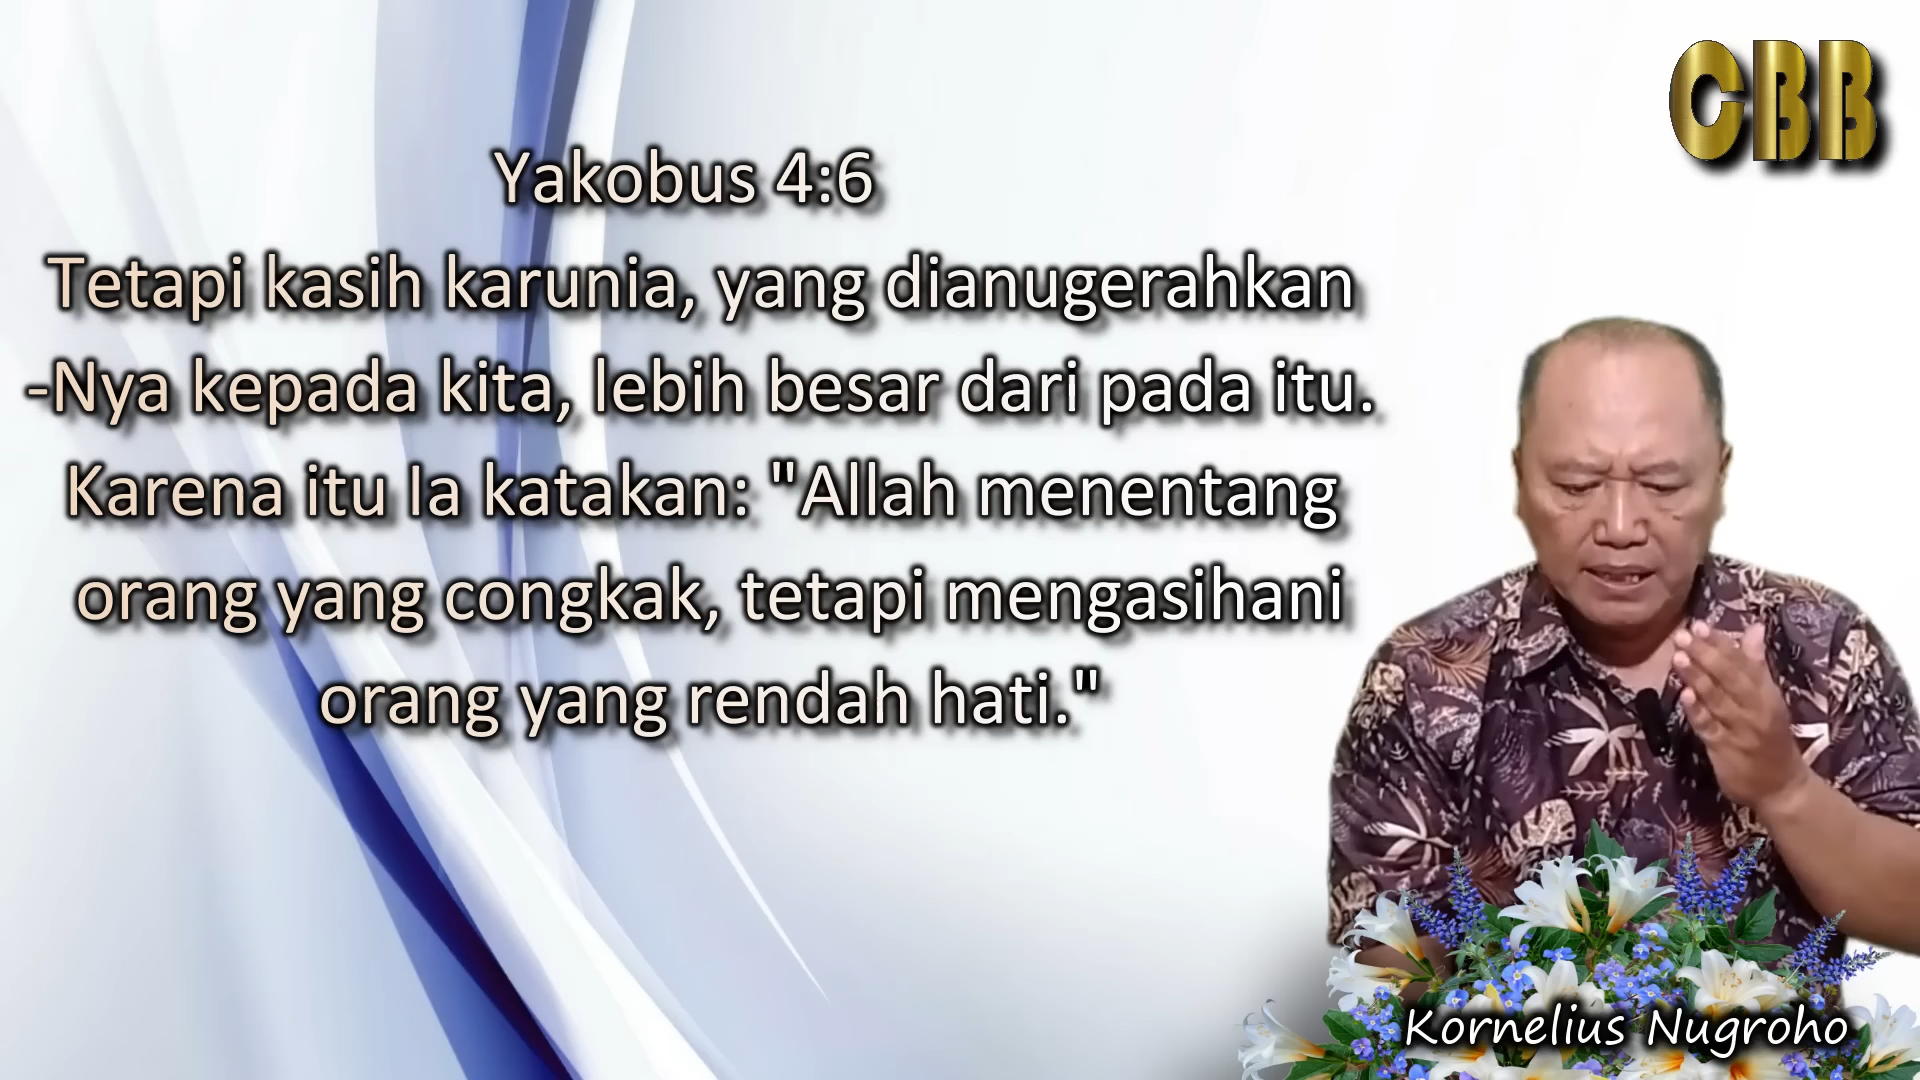 CBB
Yakobus 4:6
Tetapi kasih karunia, yang dianugerahkan
-Nya kepada kita, lebih besar dari pada itu.
Karena itu Ia katakan: "Allah menentang
orang yang congkak, tetapi mengasihani
orang yang rendah hati."
Kornelius Nugroho